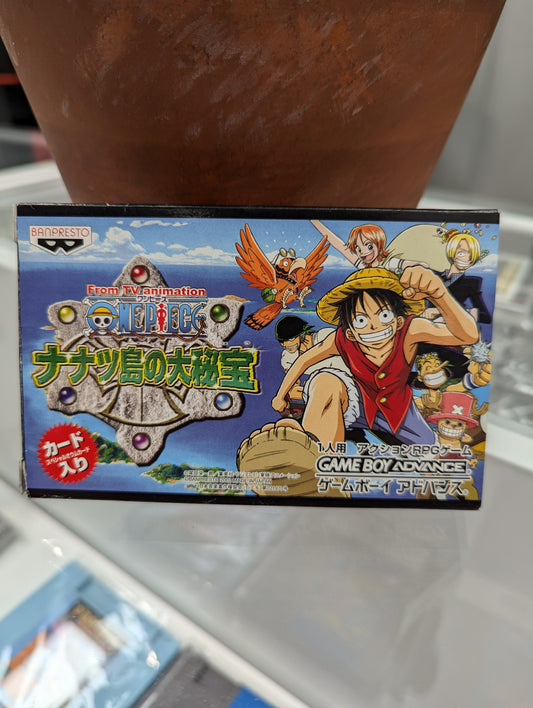 BANPRESTO
From TV animation
ワンピース
ONE PIECE
ナナツ島の大秘宝
カード
入り
1人用 アクションRPGゲーム
GAME BOY ADVANCE
ゲームボーイ アドバンス